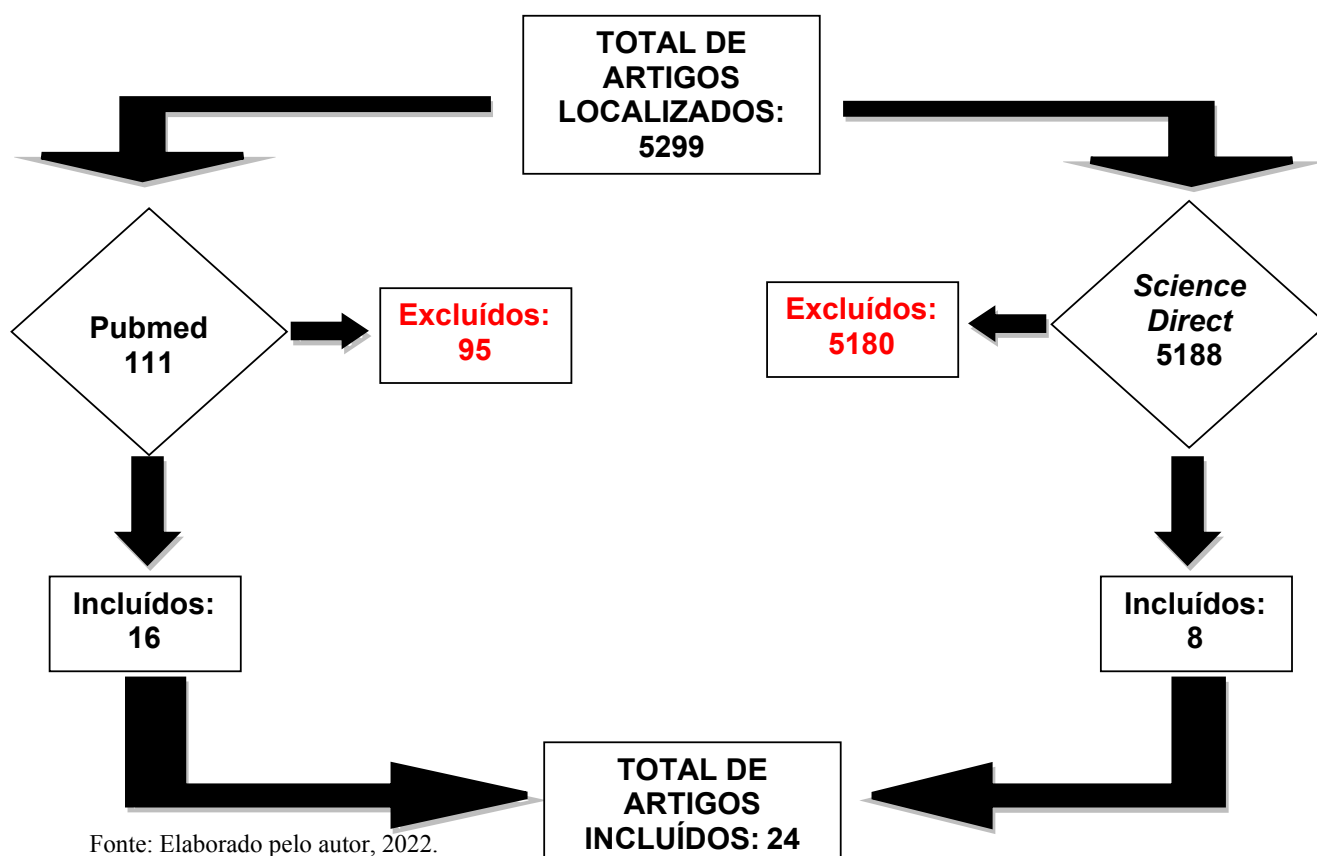 TOTAL DE
ARTIGOS
LOCALIZADOS:
5299
Pubmed
111
Excluídos:
95
Excluídos:
5180
Science
Direct
5188
Incluídos:
16
Incluídos:
8
TOTAL DE
ARTIGOS
INCLUÍDOS: 24
Fonte: Elaborado pelo autor, 2022.